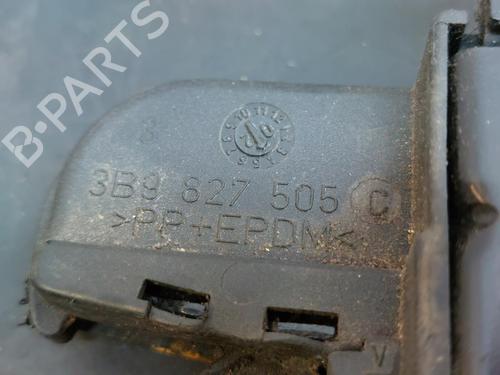 B-PARTS
3B9 827 505 C
>PP+EPDM<
V